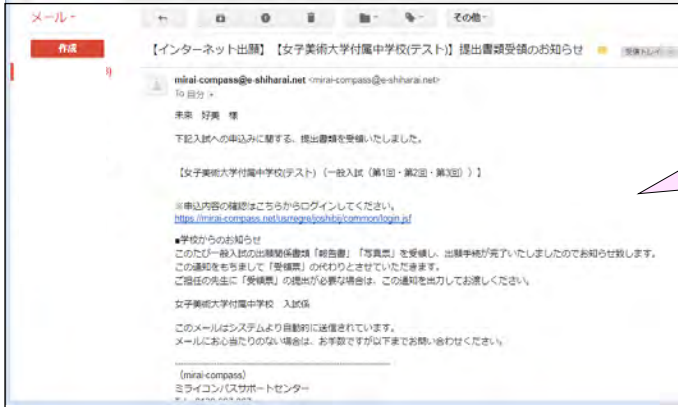 メール
その他
作成
【インターネット出願】【女子美術大学付属中学校(テスト)】提出書類受領のお知らせ
受信トレイ
mirai-compass@e-shiharai.net <mirai-compass@e-shiharai.net>
To 自分
未来 好美 様
下記入試への申込みに関する、提出書類を受領いたしました。
【女子美術大学付属中学校(テスト) (一般入試 (第1回・第2回・第3回) )】
※申込内容の確認はこちらからログインしてください。
https://mirai-compass.net/usr/regre/joshibij/common/login.jsf
■学校からのお知らせ
このたび一般入試の出願関係書類「報告書」「写真票」を受領し、出願手続が完了いたしましたのでお知らせ致します。
この通知をもちまして「受領票」の代わりとさせていただきます。
ご担任の先生に「受領票」の提出が必要な場合は、この通知を出力してお渡しください。
女子美術大学付属中学校 入試係
このメールはシステムより自動的に送信されています。
メールにお心当たりのない場合は、お手数ですが以下までお問い合わせください。
(mirai-compass)
ミライコンパスサポートセンター